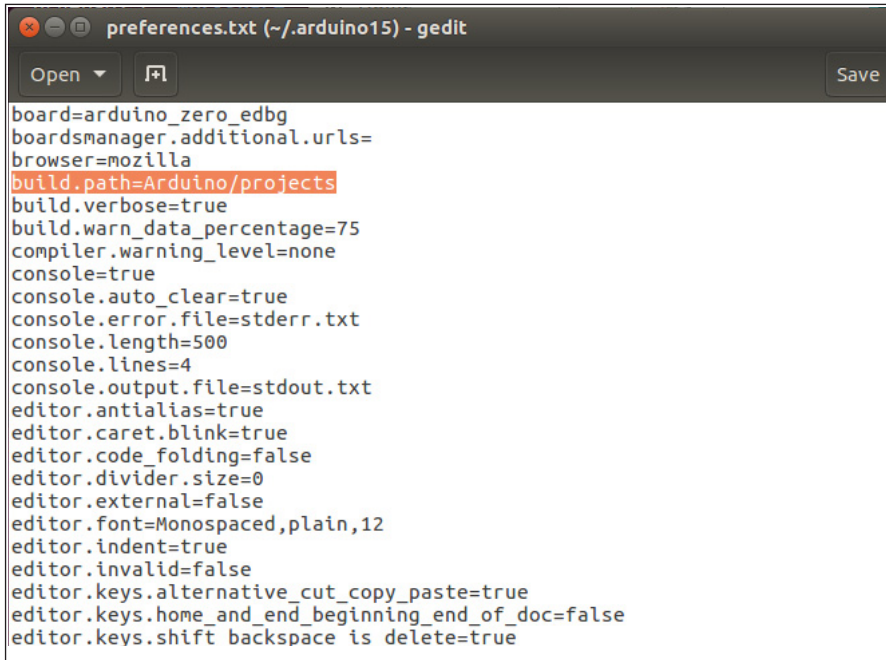 preferences.txt (~/.arduino15) - gedit
Open
Save
board=arduino_zero_edbg
boardsmanager.additional.urls=
browser=mozilla
build.path=Arduino/projects
build.verbose=true
build.warn_data_percentage=75
compiler.warning_level=none
console=true
console.auto_clear=true
console.error.file=stderr.txt
console.length=500
console.lines=4
console.output.file=stdout.txt
editor.antialias=true
editor.caret.blink=true
editor.code_folding=false
editor.divider.size=0
editor.external=false
editor.font=Monospaced,plain,12
editor.indent=true
editor.invalid=false
editor.keys.alternative_cut_copy_paste=true
editor.keys.home_and_end_beginning_end_of_doc=false
editor.keys.shift_backspace_is_delete=true